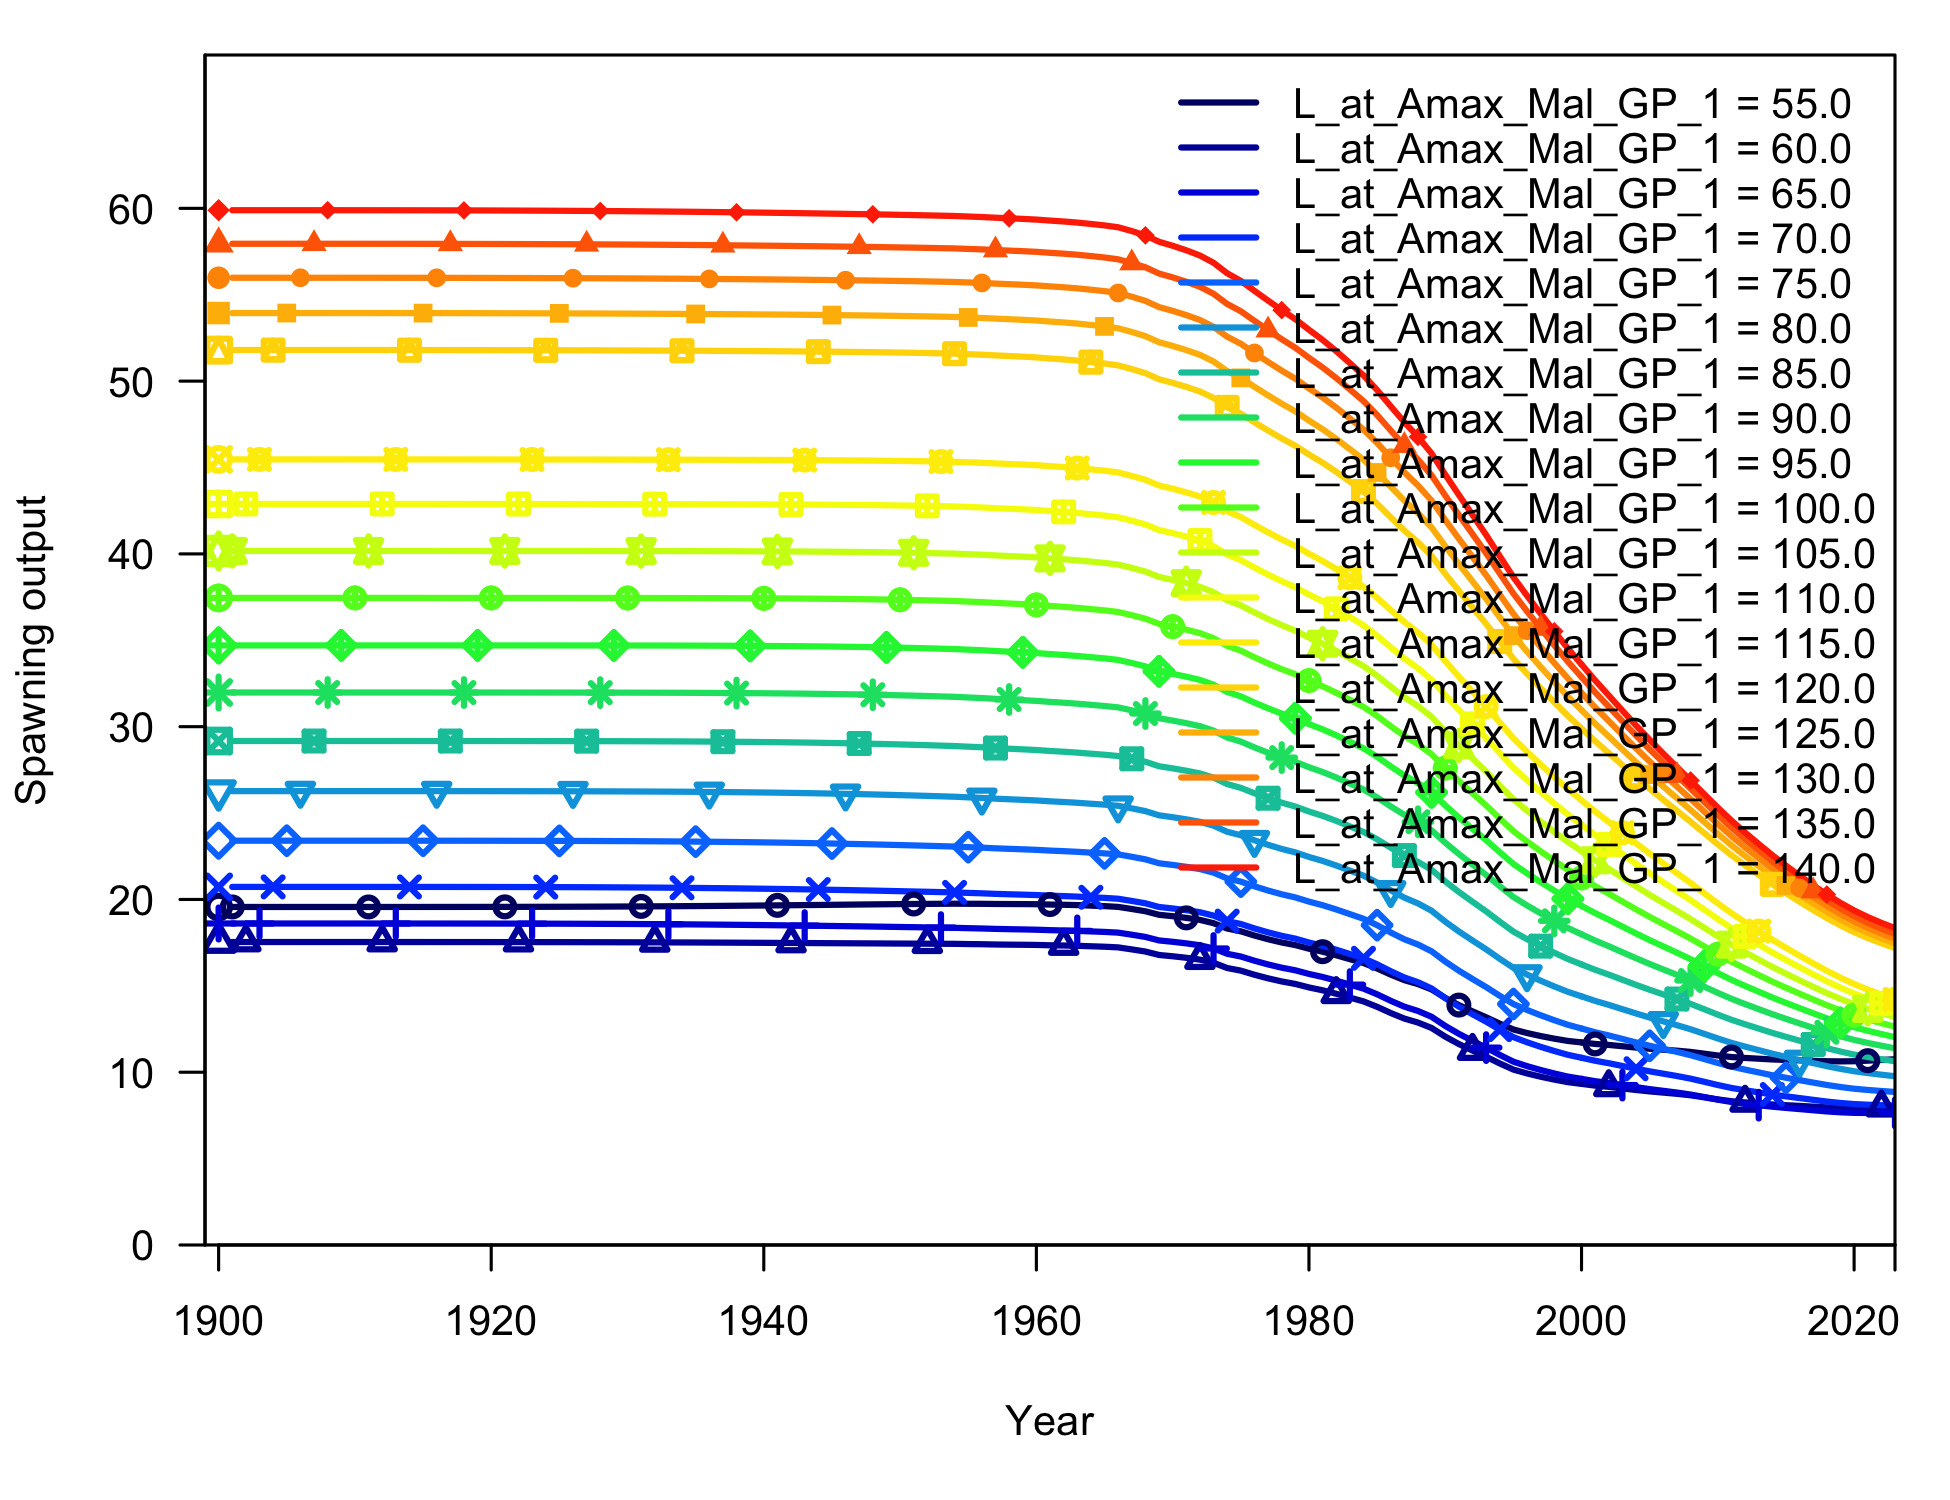 L_at_Amax_Mal_GP_1 = 55.0
L_at_Amax_Mal_GP_1 = 60.0
L_at_Amax_Mal_GP_1 = 65.0
L_at_Amax_Mal_GP_1 = 70.0
L_at_Amax_Mal_GP_1 = 75.0
L_at_Amax_Mal_GP_1 = 80.0
L_at_Amax_Mal_GP_1 = 85.0
L_at_Amax_Mal_GP_1 = 90.0
L_at_Amax_Mal_GP_1 = 95.0
L_at_Amax_Mal_GP_1 = 100.0
L_at_Amax_Mal_GP_1 = 105.0
L_at_Amax_Mal_GP_1 = 110.0
L_at_Amax_Mal_GP_1 = 115.0
L_at_Amax_Mal_GP_1 = 120.0
L_at_Amax_Mal_GP_1 = 125.0
L_at_Amax_Mal_GP_1 = 130.0
L_at_Amax_Mal_GP_1 = 135.0
L_at_Amax_Mal_GP_1 = 140.0
Spawning output
60
50
40
30
20
10
0
1900 1920 1940 1960 1980 2000 2020
Year